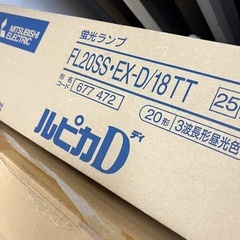 MITSUBISHI
ELECTRIC
蛍光ランプ
形名 FL20SS・EX-D/18TT
コード 677 472
25
20形
3波長形昼光色
ルピカD
ディ